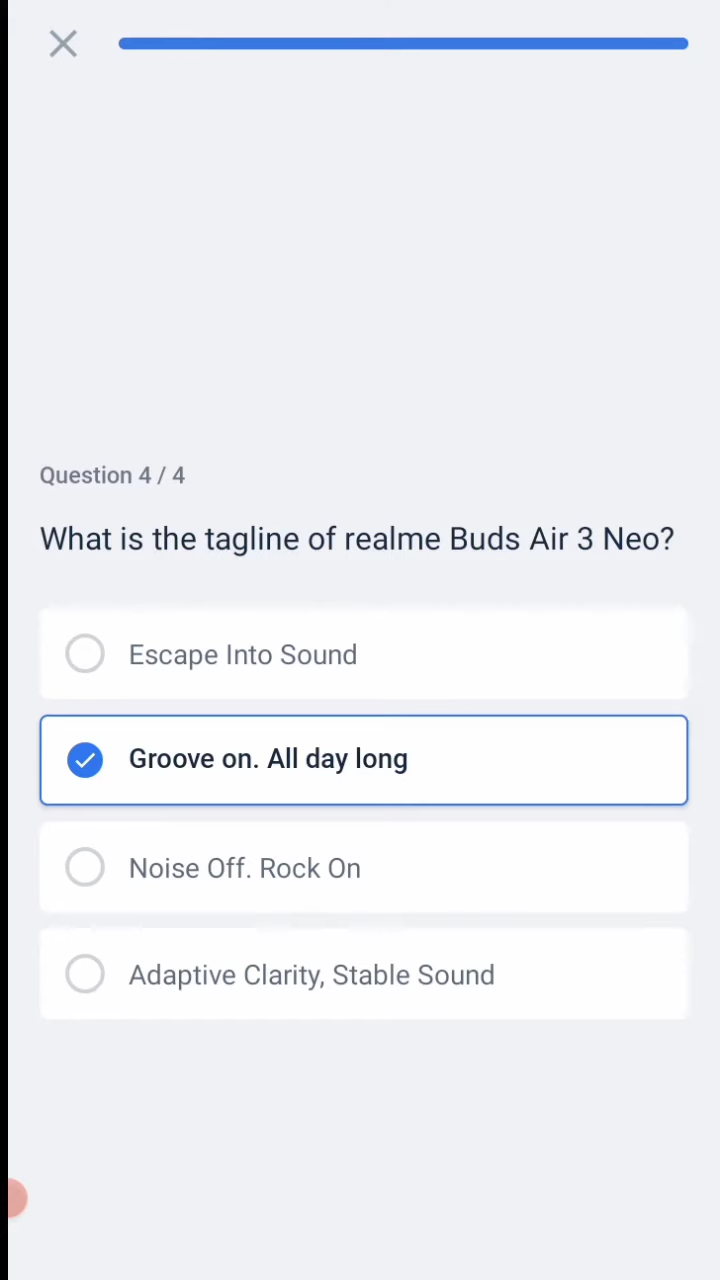 Question 4 / 4
What is the tagline of realme Buds Air 3 Neo?
Escape Into Sound
Groove on. All day long
Noise Off. Rock On
Adaptive Clarity, Stable Sound